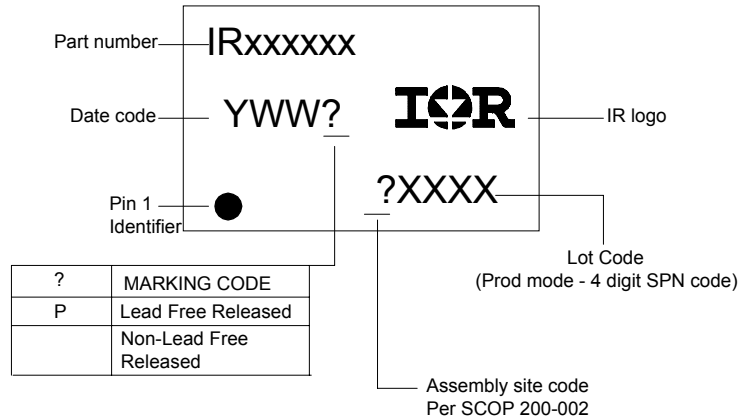 Part number
IRxxxxxx
Date code
YWW?
IOR
IR logo
Pin 1
Identifier
?XXXX
Lot Code
(Prod mode - 4 digit SPN code)
? MARKING CODE
P Lead Free Released
Non-Lead Free
Released
Assembly site code
Per SCOP 200-002